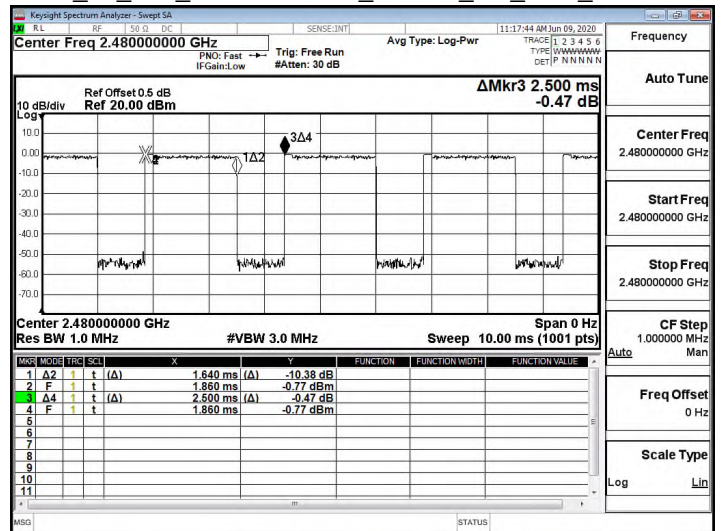 Keysight Spectrum Analyzer - Swept SA
RL RF 50 Ω DC SENSE:INT 11:17:44 AM Jun 09, 2020
Center Freq 2.480000000 GHz Avg Type: Log-Pwr TRACE 1 2 3 4 5 6
PNO: Fast Trig: Free Run TYPE WWWWWW
IFGain:Low #Atten: 30 dB DET P N N N N N
Frequency
Auto Tune
Ref Offset 0.5 dB ΔMkr3 2.500 ms
10 dB/div Ref 20.00 dBm -0.47 dB
Log
10.0
0.00
-10.0
-20.0
-30.0
-40.0
-50.0
-60.0
-70.0
3Δ4
1Δ2
Center Freq
2.480000000 GHz
Start Freq
2.480000000 GHz
Stop Freq
2.480000000 GHz
Center 2.480000000 GHz Span 0 Hz
Res BW 1.0 MHz #VBW 3.0 MHz Sweep 10.00 ms (1001 pts)
CF Step
1.000000 MHz
Auto Man
MKR MODE TRC SCL X Y FUNCTION FUNCTION WIDTH FUNCTION VALUE
1 Δ2 1 t (Δ) 1.640 ms (Δ) -10.38 dB
2 F 1 t 1.860 ms -0.77 dBm
3 Δ4 1 t (Δ) 2.500 ms (Δ) -0.47 dB
4 F 1 t 1.860 ms -0.77 dBm
5
6
7
8
9
10
11
Freq Offset
0 Hz
Scale Type
Log Lin
MSG STATUS